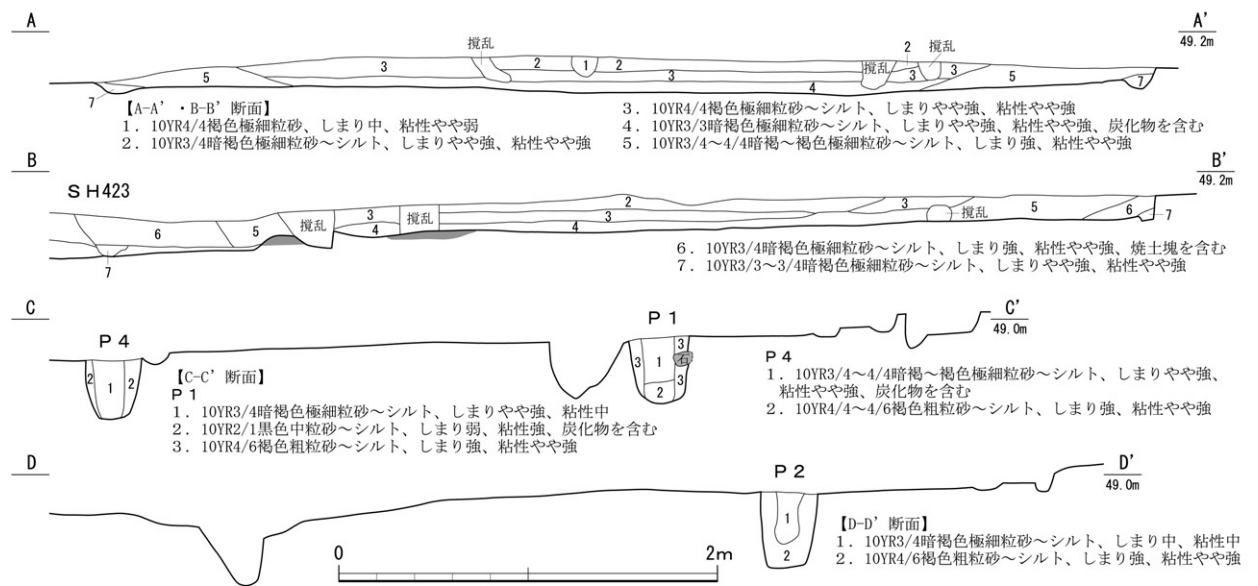 A A'
49.2m
撹乱 2 撹乱
3 2 1 2 撹乱 3 3
5 3 5
4
7 7
【A-A'・B-B' 断面】
1. 10YR4/4褐色極細粒砂、しまり中、粘性やや弱
2. 10YR3/4暗褐色極細粒砂～シルト、しまりやや強、粘性やや強
3. 10YR4/4褐色極細粒砂～シルト、しまりやや強、粘性やや強
4. 10YR3/3暗褐色極細粒砂～シルト、しまりやや強、粘性やや強、炭化物を含む
5. 10YR3/4～4/4暗褐～褐色極細粒砂～シルト、しまり強、粘性やや強
B B'
49.2m
SH423
2
3 撹乱 3 3
6 5 撹乱 4 4 撹乱 5 6 7
7
6. 10YR3/4暗褐色極細粒砂～シルト、しまり強、粘性やや強、焼土塊を含む
7. 10YR3/3～3/4暗褐色極細粒砂～シルト、しまりやや強、粘性やや強
C C'
49.0m
P4 P1
3
3 1 石
2 1 2 2 3
【C-C' 断面】
P1
1. 10YR3/4暗褐色極細粒砂～シルト、しまりやや強、粘性中
2. 10YR2/1黒色中粒砂～シルト、しまり弱、粘性強、炭化物を含む
3. 10YR4/6褐色粗粒砂～シルト、しまり強、粘性やや強
P4
1. 10YR3/4～4/4暗褐～褐色極細粒砂～シルト、しまりやや強、
粘性やや強、炭化物を含む
2. 10YR4/4～4/6褐色粗粒砂～シルト、しまり強、粘性やや強
D D'
49.0m
P2
1
2
【D-D' 断面】
1. 10YR3/4暗褐色極細粒砂～シルト、しまり中、粘性中
2. 10YR4/6褐色粗粒砂～シルト、しまり強、粘性やや強
0 2m